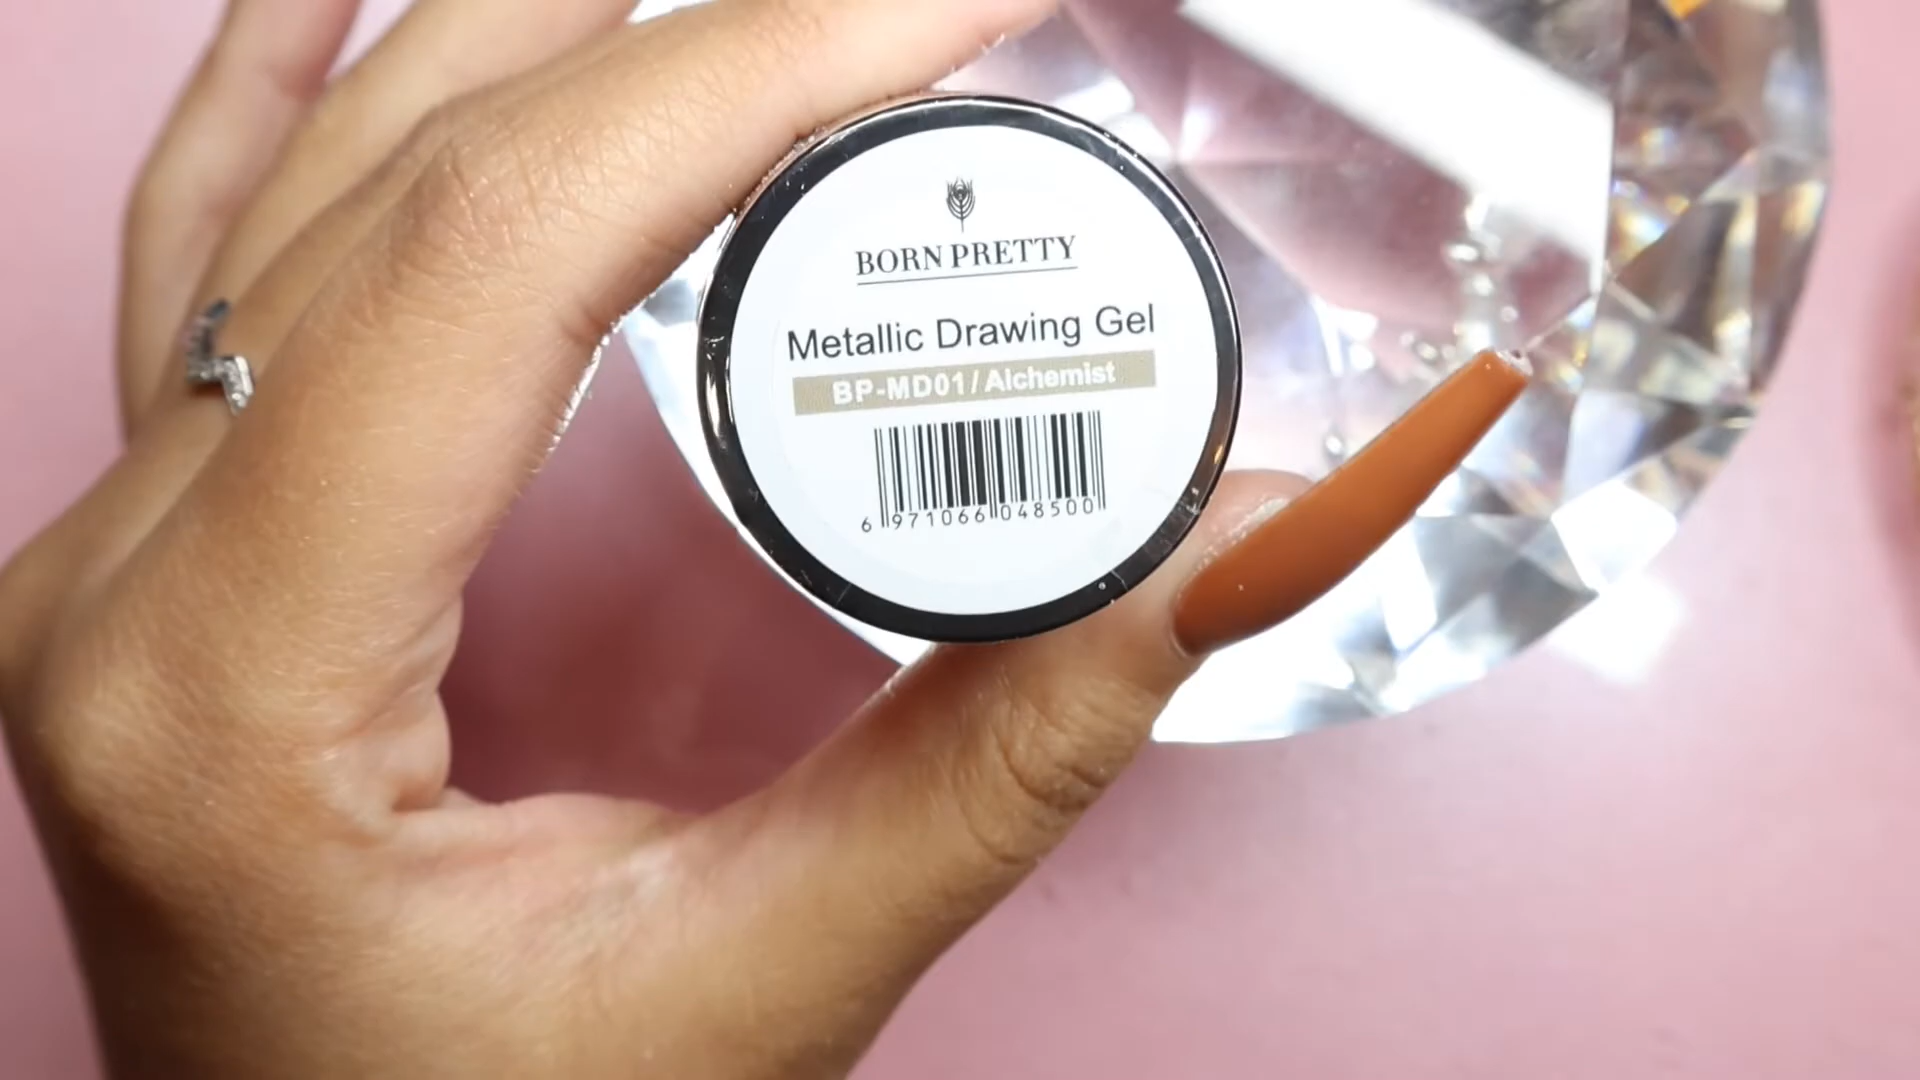 BORN PRETTY
Metallic Drawing Gel
BP-MD01 / Alchemist
6 971066 048500